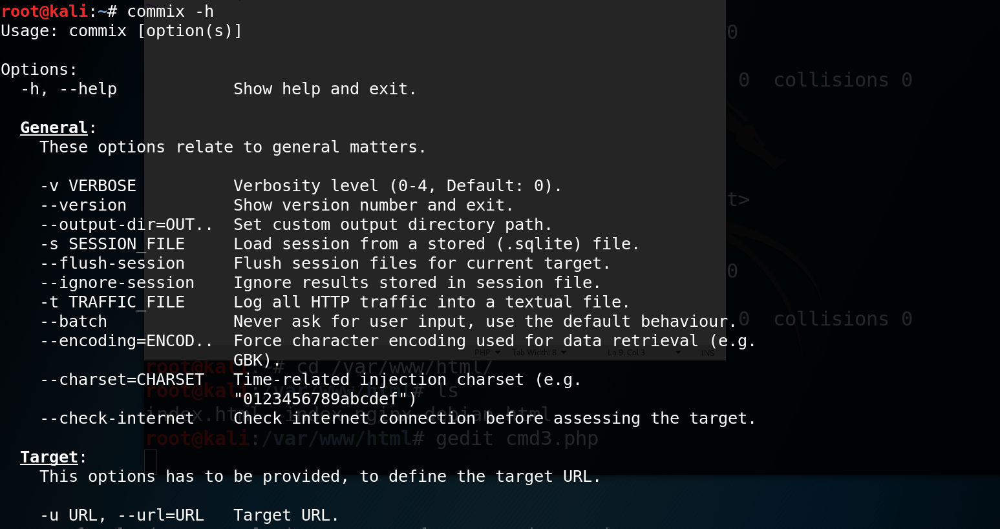 root@kali:~# commix -h
Usage: commix [option(s)]
Options:
-h, --help Show help and exit.
General:
These options relate to general matters.
-v VERBOSE Verbosity level (0-4, Default: 0).
--version Show version number and exit.
--output-dir=OUT.. Set custom output directory path.
-s SESSION_FILE Load session from a stored (.sqlite) file.
--flush-session Flush session files for current target.
--ignore-session Ignore results stored in session file.
-t TRAFFIC_FILE Log all HTTP traffic into a textual file.
--batch Never ask for user input, use the default behaviour.
--encoding=ENCOD.. Force character encoding used for data retrieval (e.g.
GBK).
--charset=CHARSET Time-related injection charset (e.g.
"0123456789abcdef")
--check-internet Check internet connection before assessing the target.
Target:
This options has to be provided, to define the target URL.
-u URL, --url=URL Target URL.
0
0 collisions 0
t>
0
0 collisions 0
PHP Tab Width: 8 Ln 9, Col 3 INS
root@kali:~# cd /var/www/html/
root@kali:/var/www/html# ls
index.html index.nginx-debian.html
root@kali:/var/www/html# gedit cmd3.php